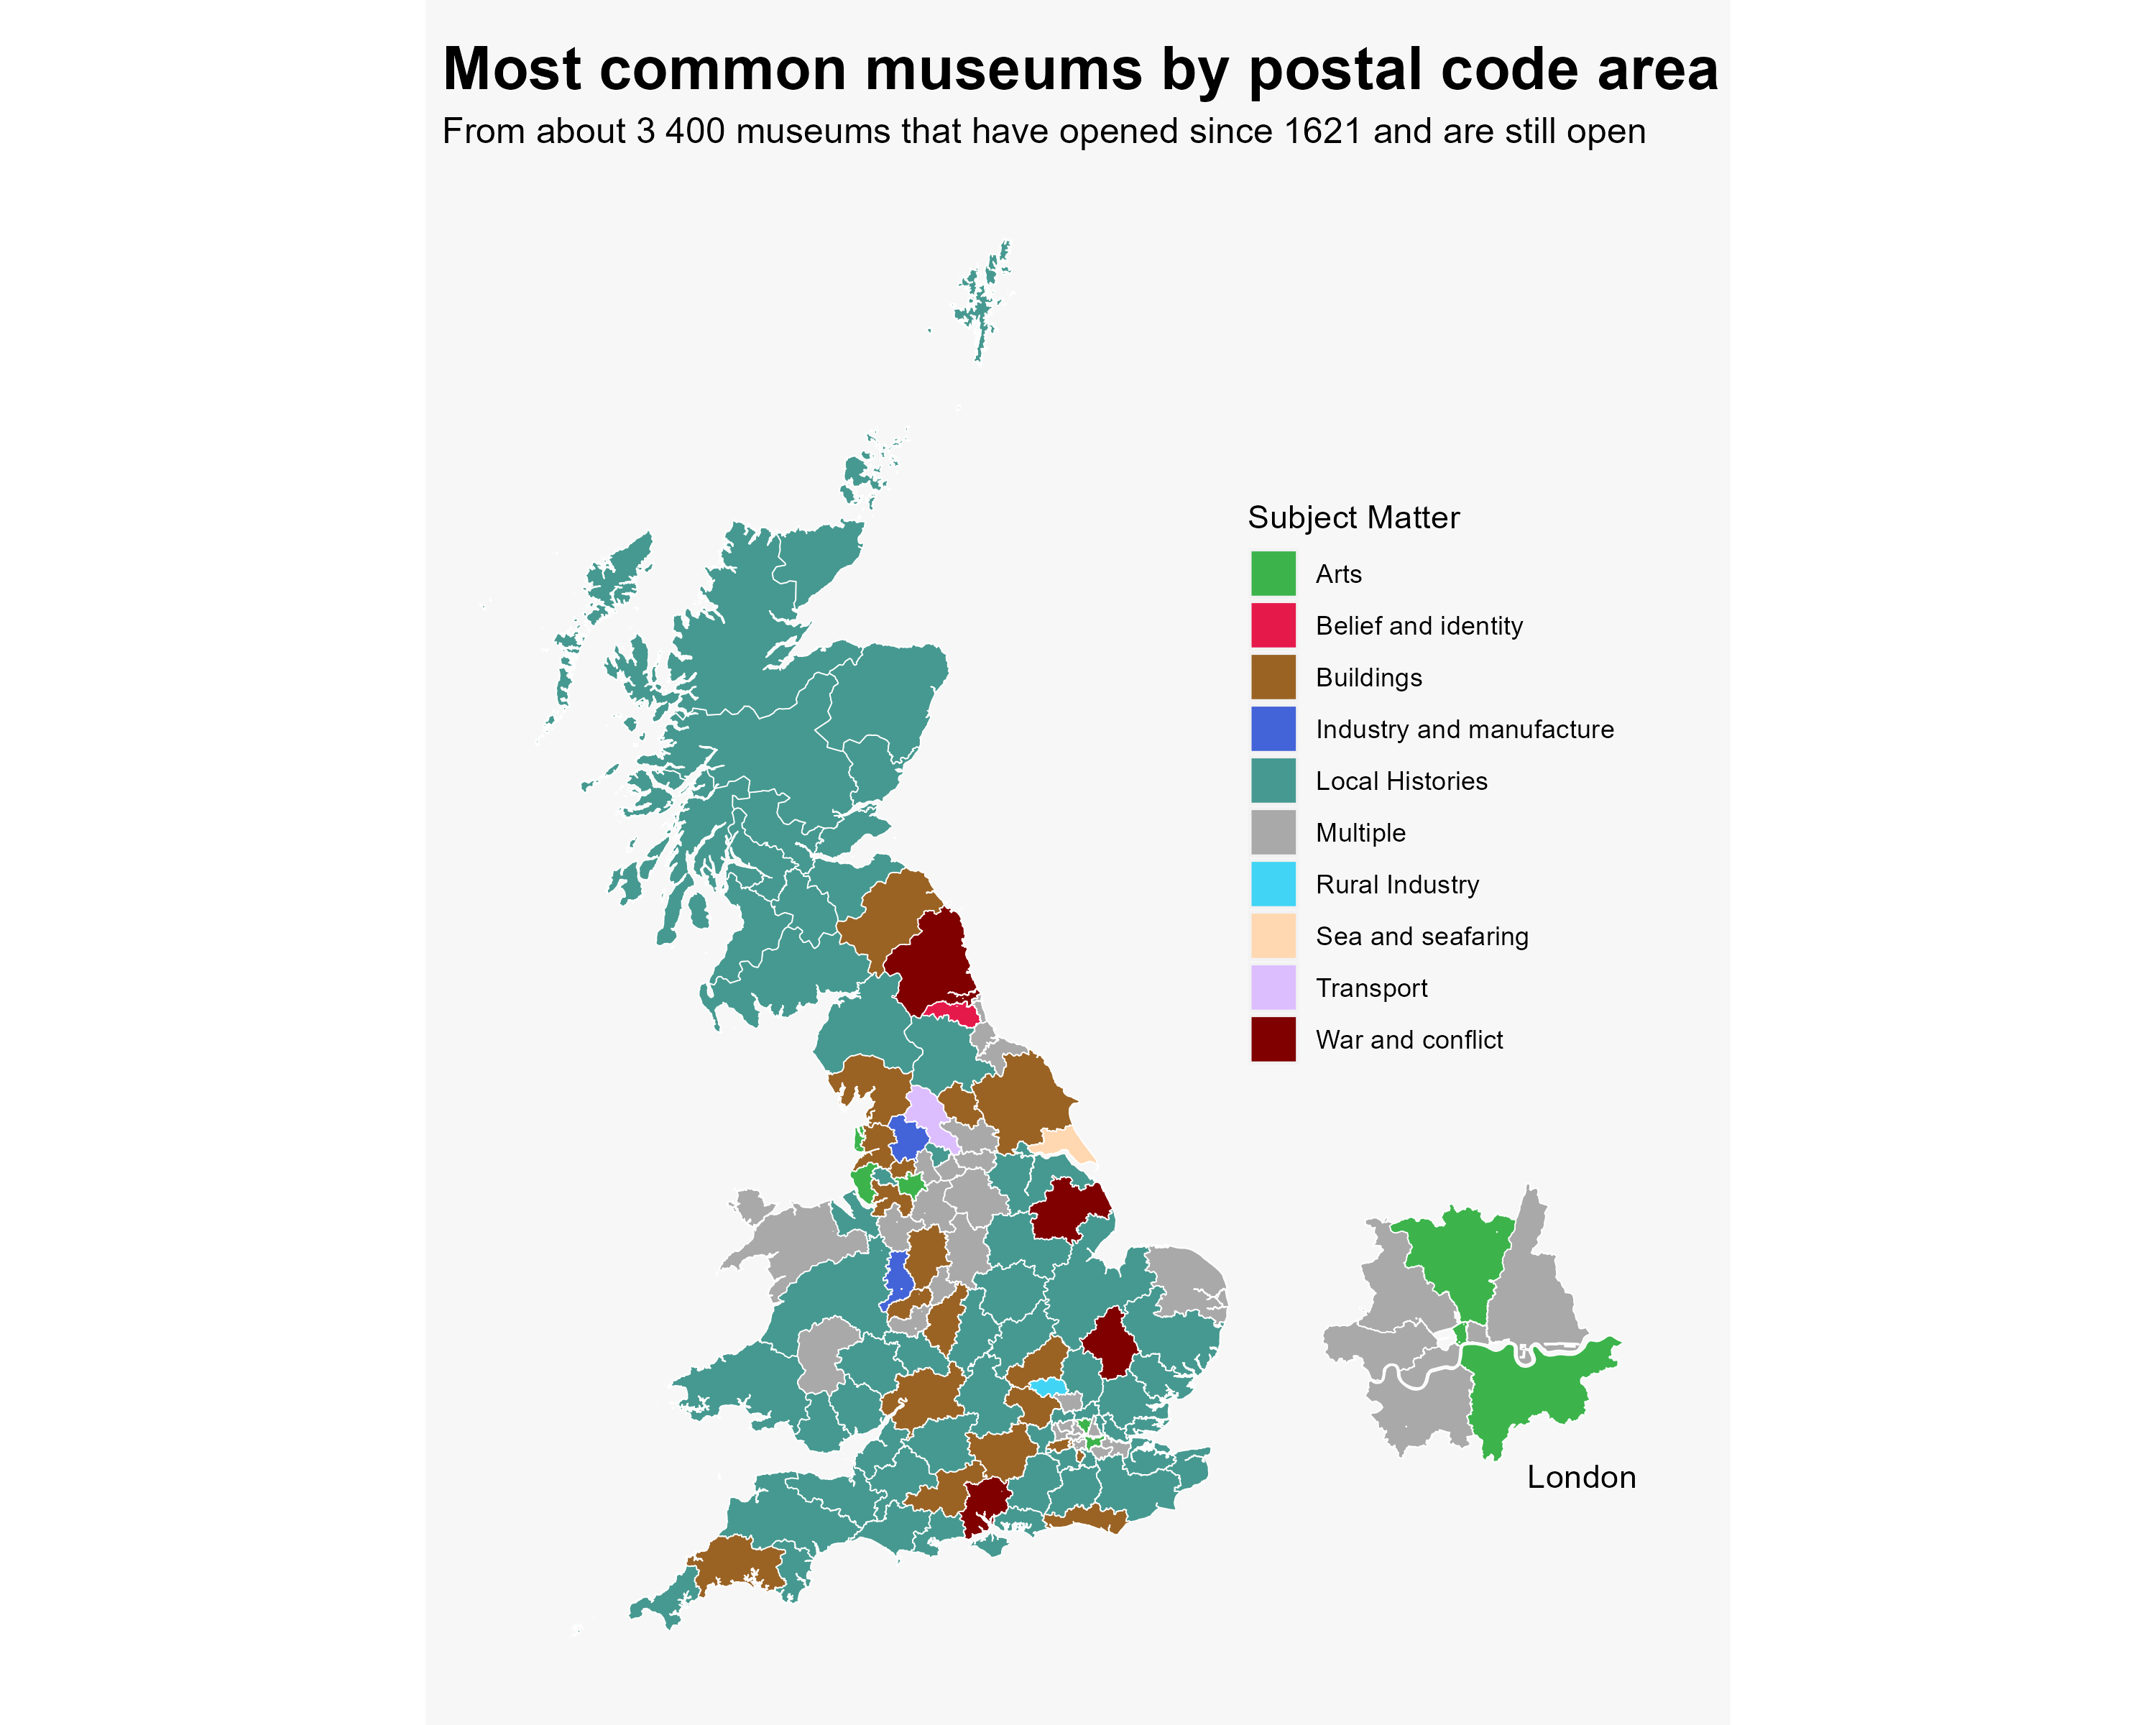 Most common museums by postal code area
From about 3 400 museums that have opened since 1621 and are still open
Subject Matter
Arts
Belief and identity
Buildings
Industry and manufacture
Local Histories
Multiple
Rural Industry
Sea and seafaring
Transport
War and conflict
London